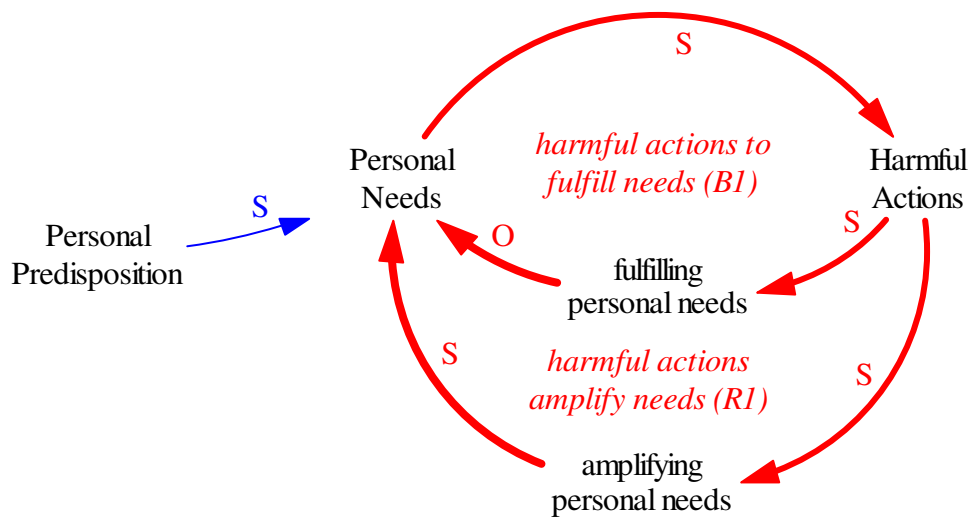 S
Personal
Needs
harmful actions to
fulfill needs (B1)
Harmful
Actions
S
Personal
Predisposition
O
S
fulfilling
personal needs
S
harmful actions
amplify needs (R1)
S
amplifying
personal needs